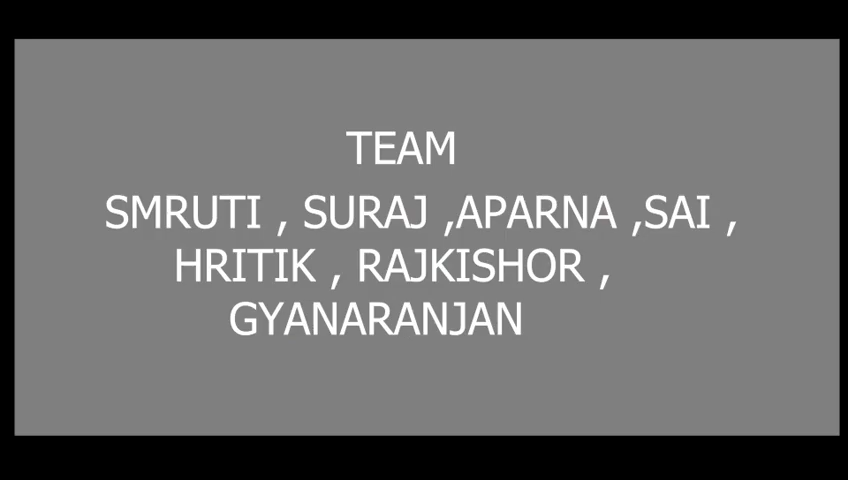 TEAM
SMRUTI , SURAJ ,APARNA ,SAI ,
HRITIK , RAJKISHOR ,
GYANARANJAN